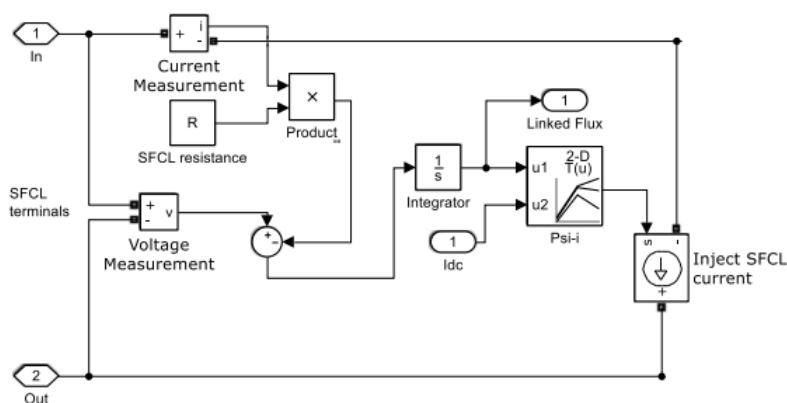 1
In
+
-
i
Current
Measurement
R
SFCL resistance
×
Product
1
Linked Flux
SFCL
terminals
+
-
v
Voltage
Measurement
+
-
1
s
Integrator
u1
u2
2-D
T(u)
Psi-i
1
Idc
s
-
+
Inject SFCL
current
2
Out